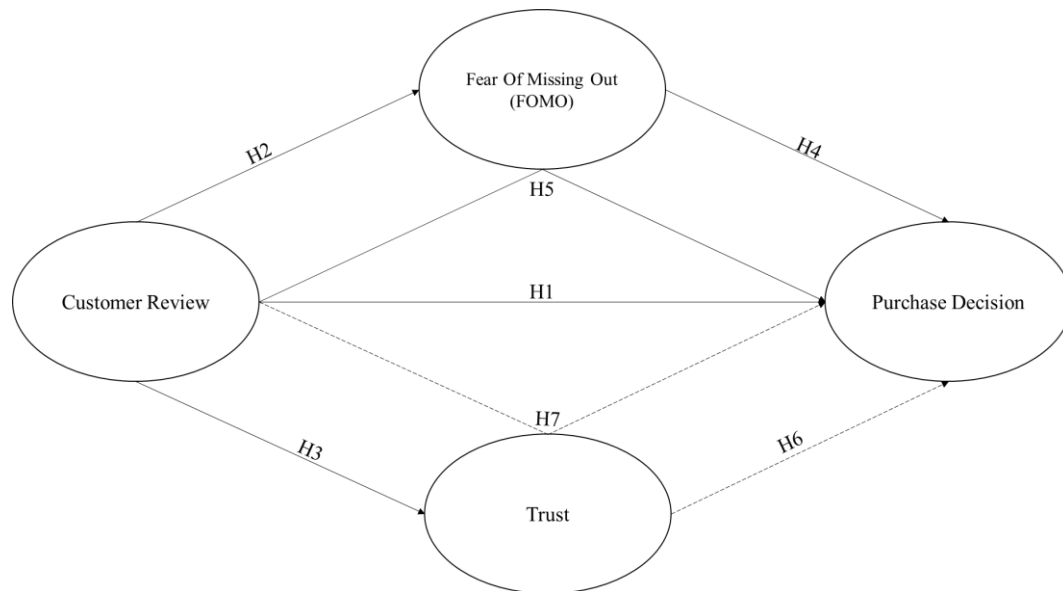 Fear Of Missing Out
(FOMO)
H2
H4
H5
Customer Review
H1
Purchase Decision
H7
H3
H6
Trust